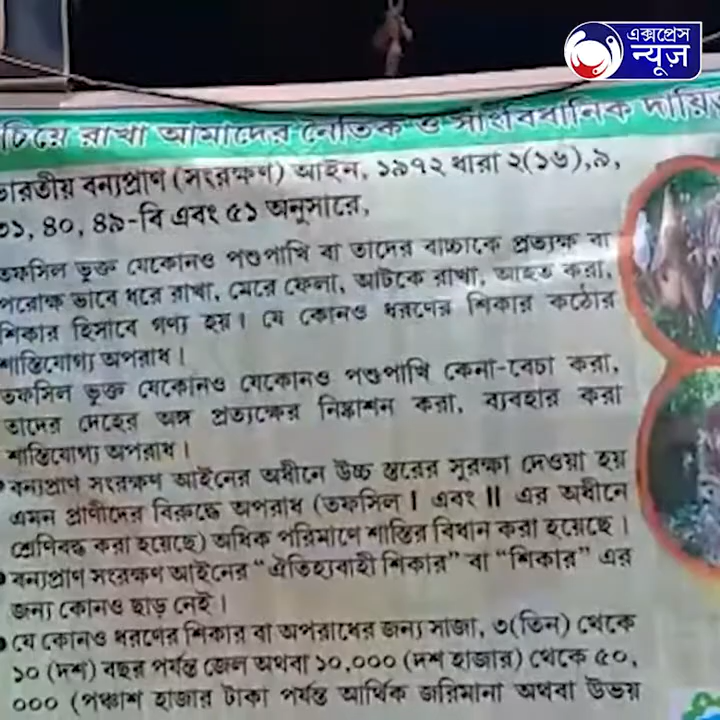 এক্সপ্রেস
নিউজ
চিয়ে রাখা আমাদের নৈতিক ও সাংবিধানিক
ভারতীয় বন্যপ্রাণ (সংরক্ষণ) আইন, ১৯৭২ ধারা ২(১৬),৯,
৩১, ৪০, ৪৯-বি এবং ৫১ অনুসারে,
তফসিল ভুক্ত যেকোনও পশুপাখি বা তাদের বাচ্চাকে প্রত্যক্ষ বা
পরোক্ষ ভাবে ধরে রাখা, মেরে ফেলা, আটকে রাখা, আহত করা,
শিকার হিসাবে গণ্য হয়। যে কোনও ধরণের শিকার কঠোর
শাস্তিযোগ্য অপরাধ।
তফসিল ভুক্ত যেকোনও যেকোনও পশুপাখি কেনা-বেচা করা,
তাদের দেহের অঙ্গ প্রত্যঙ্গের নিষ্কাশন করা, ব্যবহার করা
শাস্তিযোগ্য অপরাধ।
বন্যপ্রাণ সংরক্ষণ আইনের অধীনে উচ্চ স্তরের সুরক্ষা দেওয়া হয়
এমন প্রাণীদের বিরুদ্ধে অপরাধ (তফসিল I এবং II এর অধীনে
শ্রেণিবদ্ধ করা হয়েছে) অধিক পরিমাণে শাস্তির বিধান করা হয়েছে।
বন্যপ্রাণ সংরক্ষণ আইনের “ঐতিহ্যবাহী শিকার” বা “শিকার” এর
জন্য কোনও ছাড় নেই।
যে কোনও ধরণের শিকার বা অপরাধের জন্য সাজা, ৩(তিন) থেকে
১০ (দশ) বছর পর্যন্ত জেল অথবা ১০,০০০ (দশ হাজার) থেকে ৫০,
০০০ (পঞ্চাশ হাজার টাকা পর্যন্ত আর্থিক জরিমানা অথবা উভয়